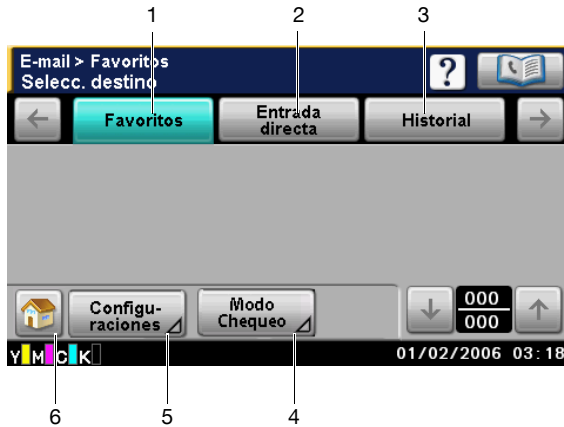 1 2 3
E-mail > Favoritos
Selecc. destino
?
Favoritos
Entrada
directa
Historial
Configu-
raciones
Modo
Chequeo
000
000
Y M C K
01/02/2006 03:18
6 5 4